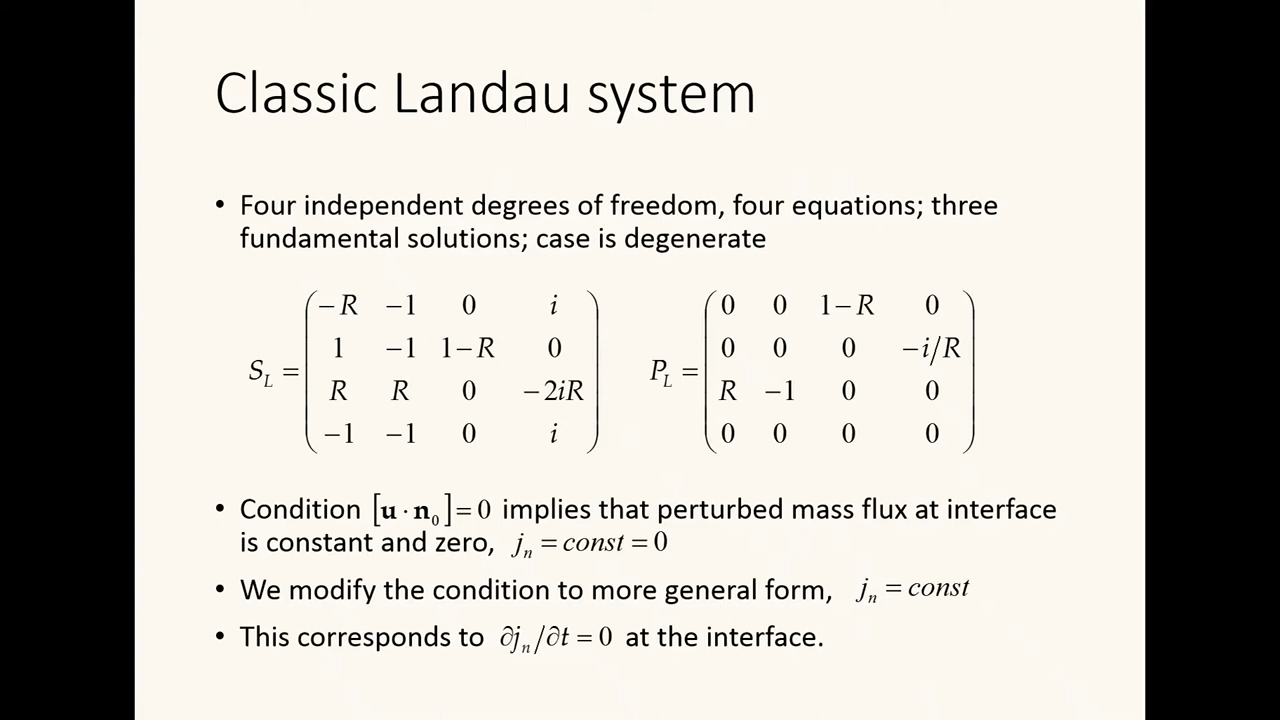 Classic Landau system
• Four independent degrees of freedom, four equations; three
fundamental solutions; case is degenerate
S_L = ( −R −1 0 i
1 −1 1−R 0
R R 0 −2iR
−1 −1 0 i )
P_L = ( 0 0 1−R 0
0 0 0 −i/R
R −1 0 0
0 0 0 0 )
• Condition [u · n₀] = 0 implies that perturbed mass flux at interface
is constant and zero, jₙ = const = 0
• We modify the condition to more general form, jₙ = const
• This corresponds to ∂jₙ/∂t = 0 at the interface.